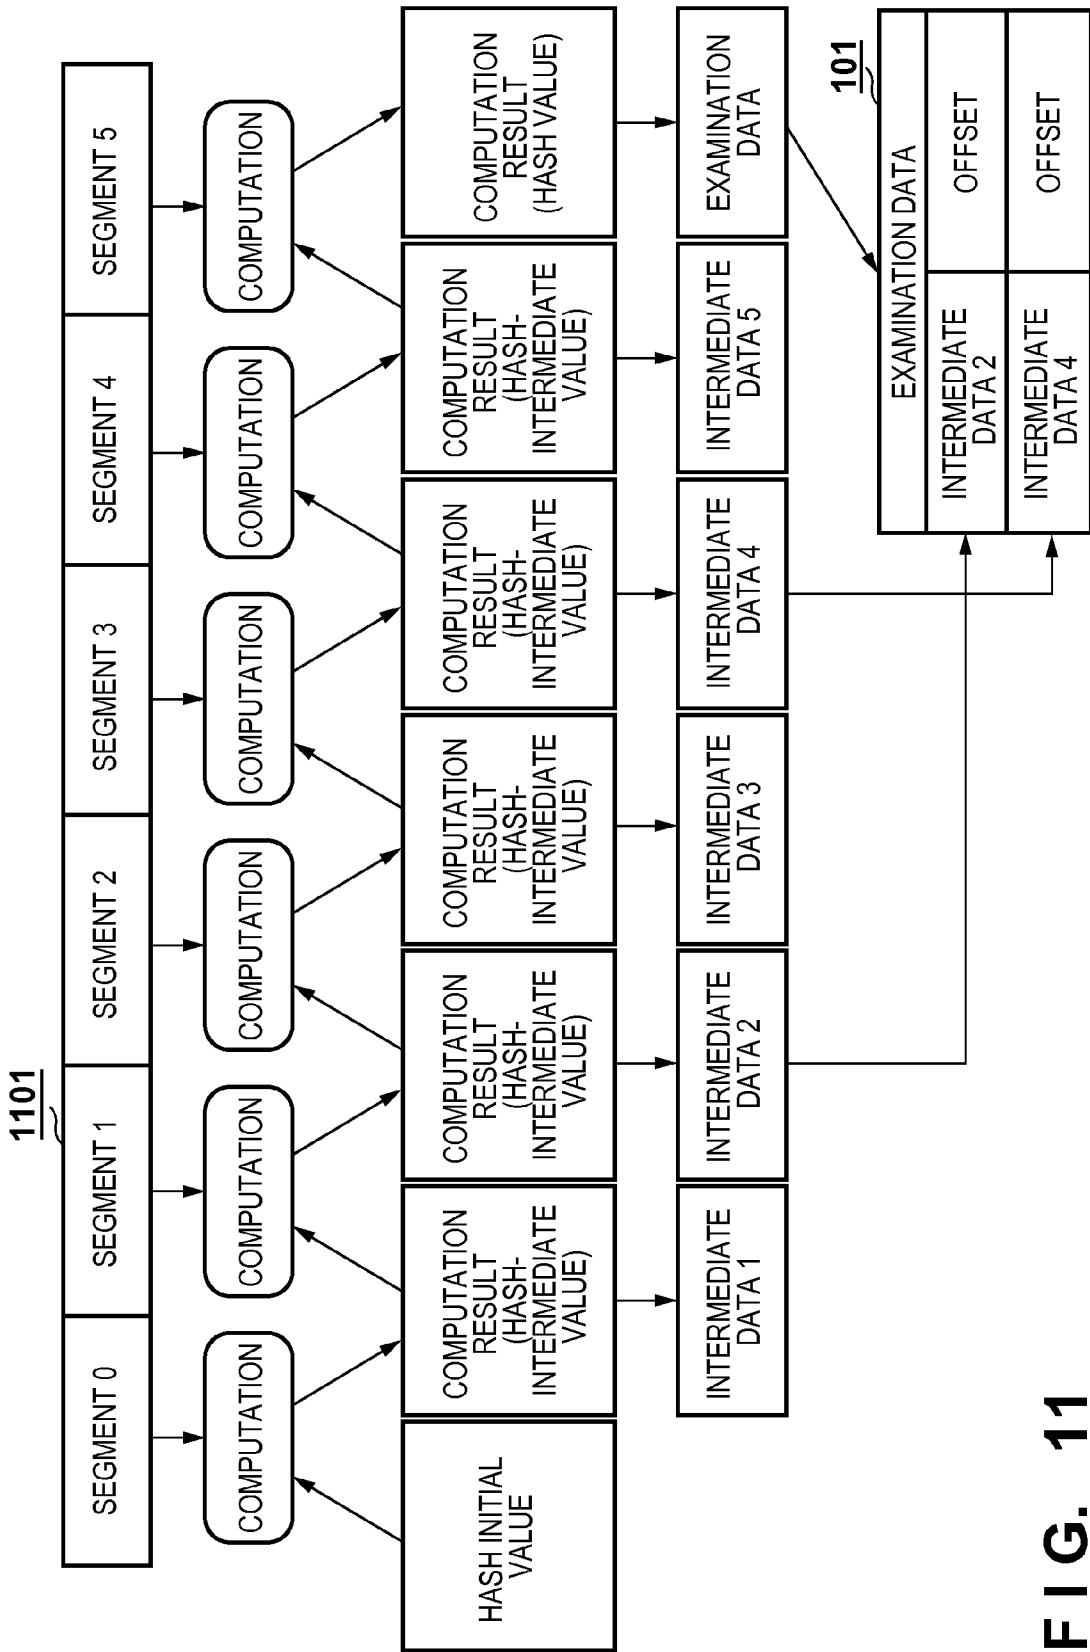 1101
SEGMENT 0
SEGMENT 1
SEGMENT 2
SEGMENT 3
SEGMENT 4
SEGMENT 5
COMPUTATION
COMPUTATION
COMPUTATION
COMPUTATION
COMPUTATION
COMPUTATION
HASH INITIAL
VALUE
COMPUTATION
RESULT
(HASH-
INTERMEDIATE
VALUE)
COMPUTATION
RESULT
(HASH-
INTERMEDIATE
VALUE)
COMPUTATION
RESULT
(HASH-
INTERMEDIATE
VALUE)
COMPUTATION
RESULT
(HASH-
INTERMEDIATE
VALUE)
COMPUTATION
RESULT
(HASH-
INTERMEDIATE
VALUE)
COMPUTATION
RESULT
(HASH VALUE)
INTERMEDIATE
DATA 1
INTERMEDIATE
DATA 2
INTERMEDIATE
DATA 3
INTERMEDIATE
DATA 4
INTERMEDIATE
DATA 5
EXAMINATION
DATA
101
EXAMINATION DATA
INTERMEDIATE
DATA 2
OFFSET
INTERMEDIATE
DATA 4
OFFSET
FIG. 11